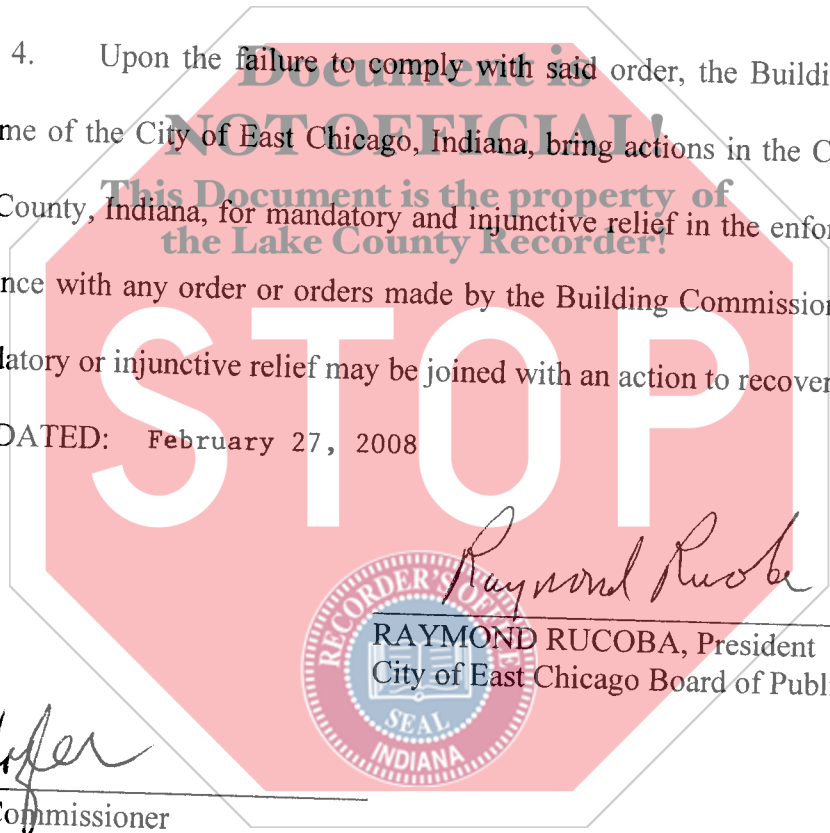 Document is
4. Upon the failure to comply with said order, the Buildi
NOT OFFICIAL!
me of the City of East Chicago, Indiana, bring actions in the C
This Document is the property of
County, Indiana, for mandatory and injunctive relief in the enfor
the Lake County Recorder!
nce with any order or orders made by the Building Commission
datory or injunctive relief may be joined with an action to recover
STOP
DATED: February 27, 2008
Raymond Rucoba
RAYMOND RUCOBA, President
City of East Chicago Board of Publi
RECORDER'S OFFICE
SEAL
INDIANA
Commissioner